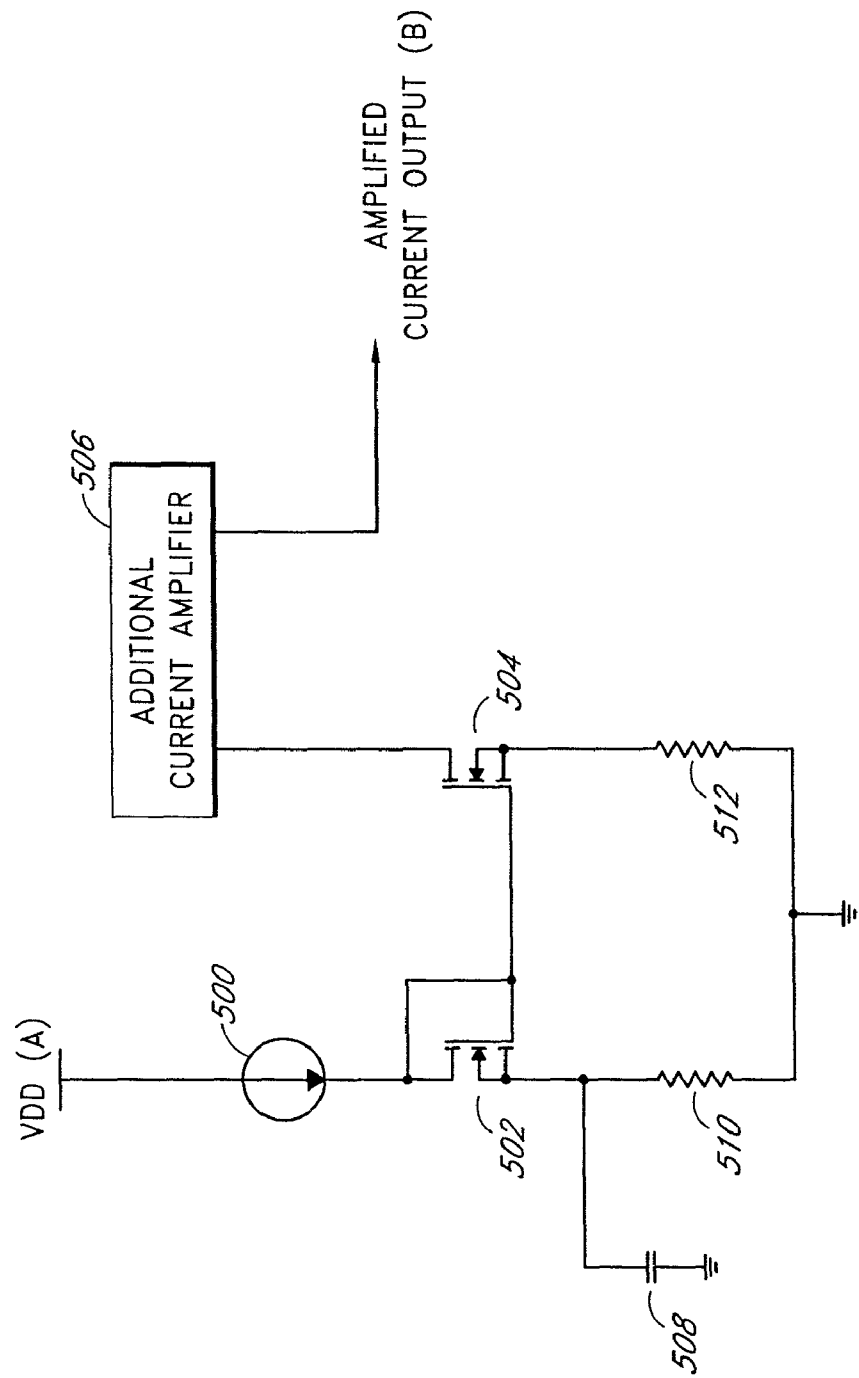 VDD (A)
500
502
510
508
ADDITIONAL
CURRENT AMPLIFIER
506
504
512
AMPLIFIED
CURRENT OUTPUT (B)